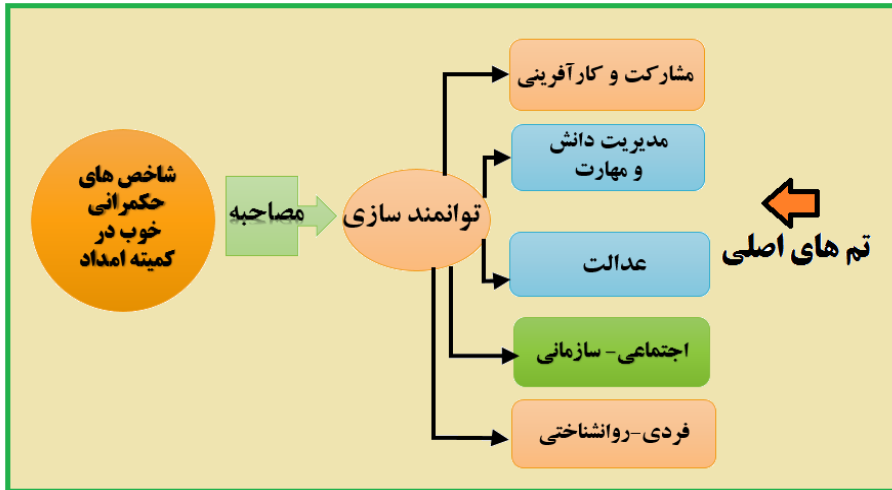 شاخص های
حکمرانی
خوب در
کمیته امداد
مصاحبه
توانمند سازی
مشارکت و کارآفرینی
مدیریت دانش
و مهارت
عدالت
اجتماعی- سازمانی
فردی-روانشناختی
تم های اصلی